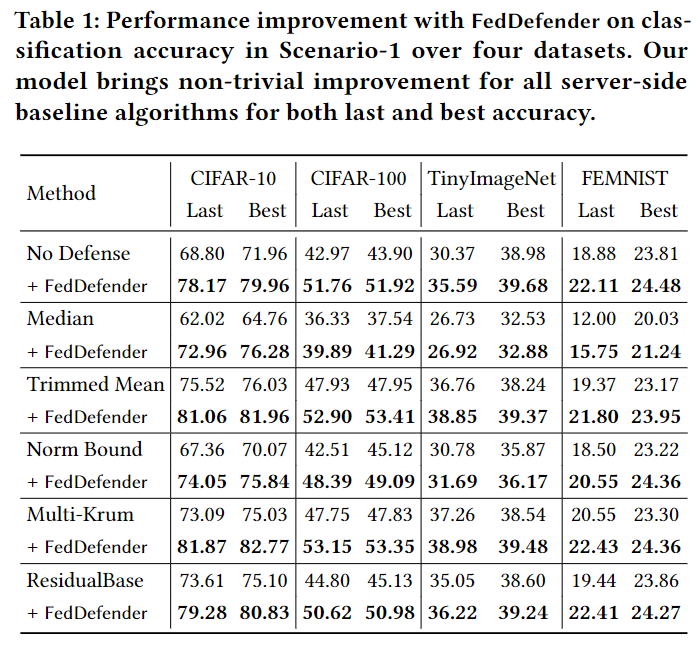 Table 1: Performance improvement with FedDefender on clas-
sification accuracy in Scenario-1 over four datasets. Our
model brings non-trivial improvement for all server-side
baseline algorithms for both last and best accuracy.
Method CIFAR-10 CIFAR-100 TinyImageNet FEMNIST
Last Best Last Best Last Best Last Best
No Defense 68.80 71.96 42.97 43.90 30.37 38.98 18.88 23.81
+ FedDefender 78.17 79.96 51.76 51.92 35.59 39.68 22.11 24.48
Median 62.02 64.76 36.33 37.54 26.73 32.53 12.00 20.03
+ FedDefender 72.96 76.28 39.89 41.29 26.92 32.88 15.75 21.24
Trimmed Mean 75.52 76.03 47.93 47.95 36.76 38.24 19.37 23.17
+ FedDefender 81.06 81.96 52.90 53.41 38.85 39.37 21.80 23.95
Norm Bound 67.36 70.07 42.51 45.12 30.78 35.87 18.50 23.22
+ FedDefender 74.05 75.84 48.39 49.09 31.69 36.17 20.55 24.36
Multi-Krum 73.09 75.03 47.75 47.83 37.26 38.54 20.55 23.30
+ FedDefender 81.87 82.77 53.15 53.35 38.98 39.48 22.43 24.36
ResidualBase 73.61 75.10 44.80 45.13 35.05 38.60 19.44 23.86
+ FedDefender 79.28 80.83 50.62 50.98 36.22 39.24 22.41 24.27